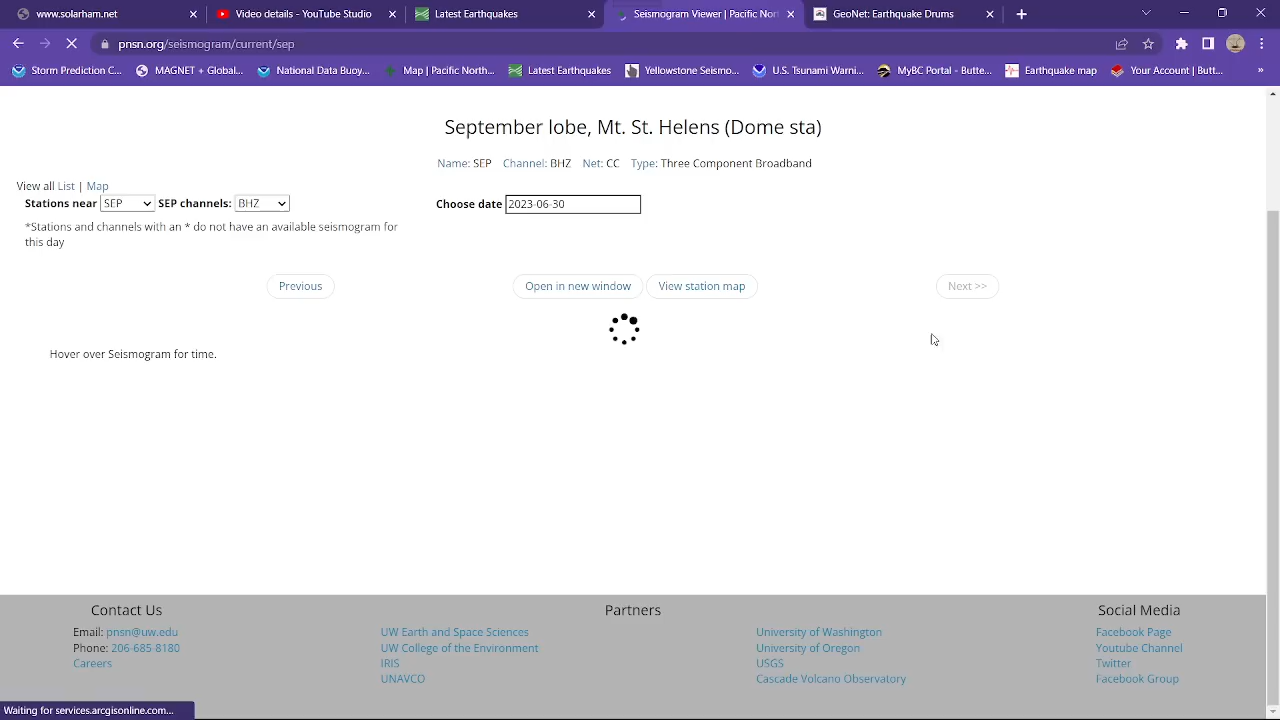 www.solarham.net
Video details - YouTube Studio
Latest Earthquakes
Seismogram Viewer | Pacific Nort
GeoNet: Earthquake Drums
pnsn.org/seismogram/current/sep
Storm Prediction C...
MAGNET + Global...
National Data Buoy...
Map | Pacific North...
Latest Earthquakes
Yellowstone Seismo...
U.S. Tsunami Warni...
MyBC Portal - Butte...
Earthquake map
Your Account | Butt...
»
September lobe, Mt. St. Helens (Dome sta)
Name: SEP Channel: BHZ Net: CC Type: Three Component Broadband
View all List | Map
Stations near SEP SEP channels: BHZ
Choose date 2023-06-30
*Stations and channels with an * do not have an available seismogram for
this day
Previous
Open in new window
View station map
Next >>
Hover over Seismogram for time.
Contact Us
Email: pnsn@uw.edu
Phone: 206-685-8180
Careers
Partners
UW Earth and Space Sciences
UW College of the Environment
IRIS
UNAVCO
University of Washington
University of Oregon
USGS
Cascade Volcano Observatory
Social Media
Facebook Page
Youtube Channel
Twitter
Facebook Group
Waiting for services.arcgisonline.com...